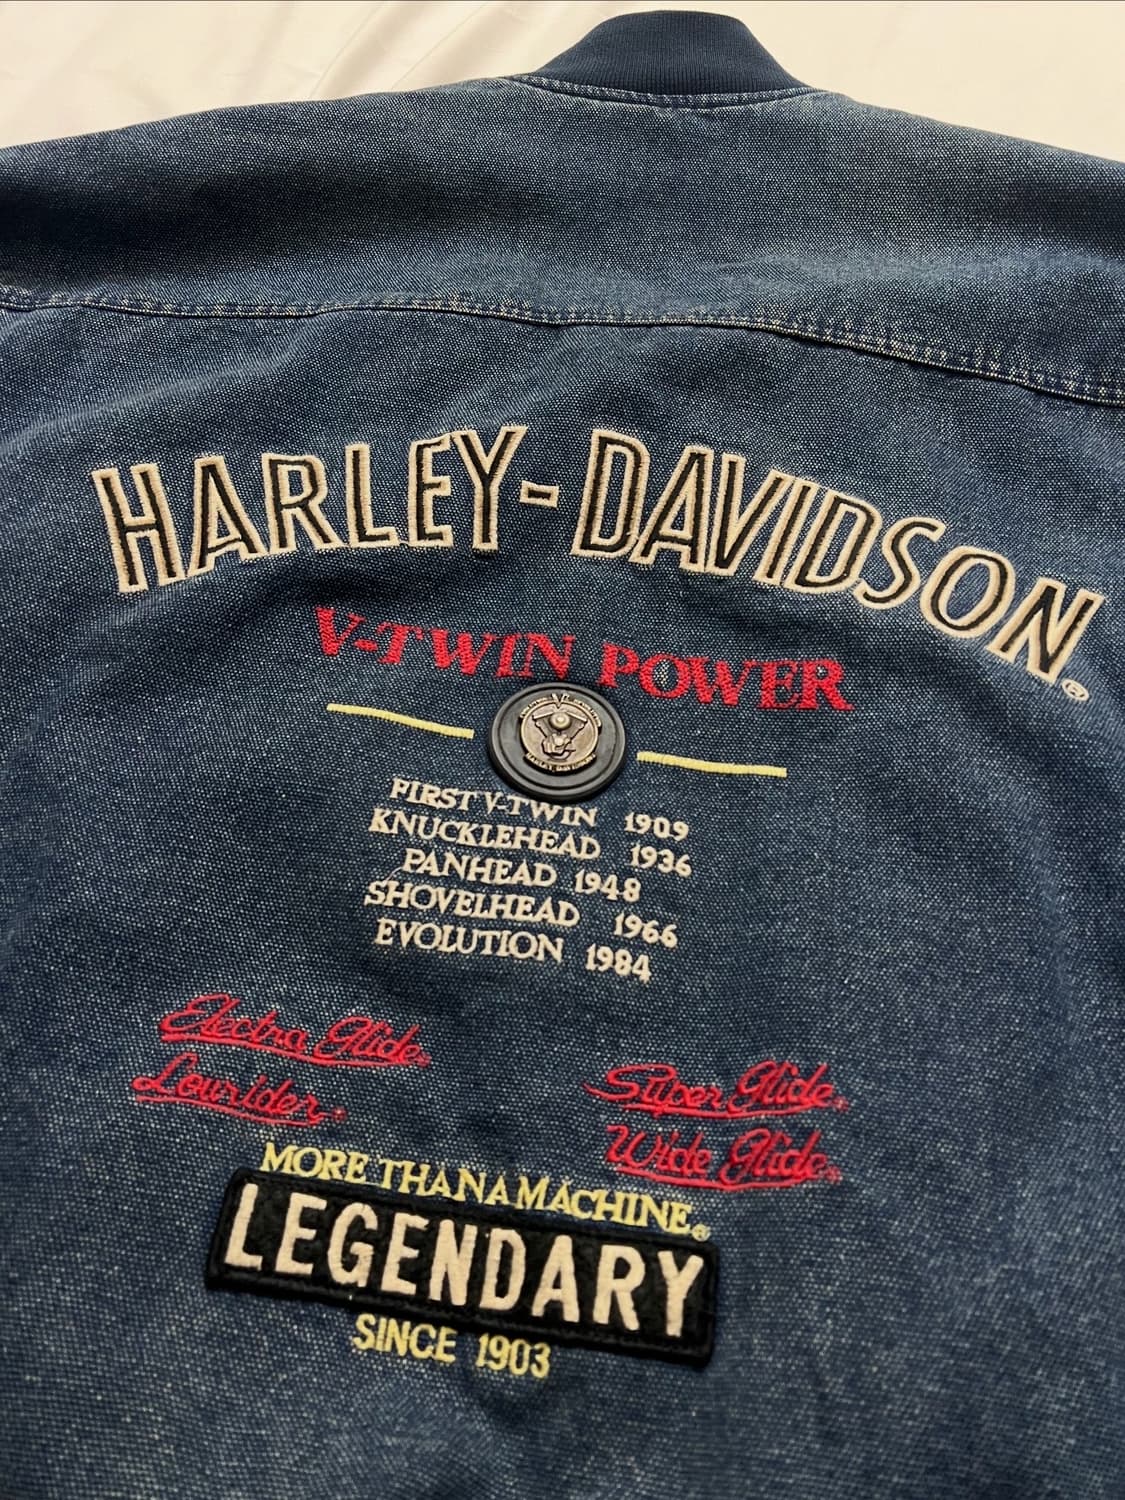 HARLEY-DAVIDSON®
V-TWIN POWER
FIRST V-TWIN 1909
KNUCKLEHEAD 1936
PANHEAD 1948
SHOVELHEAD 1966
EVOLUTION 1984
Electra Glide®
Lowrider®
Super Glide®
Wide Glide®
MORE THAN A MACHINE®
LEGENDARY
SINCE 1903